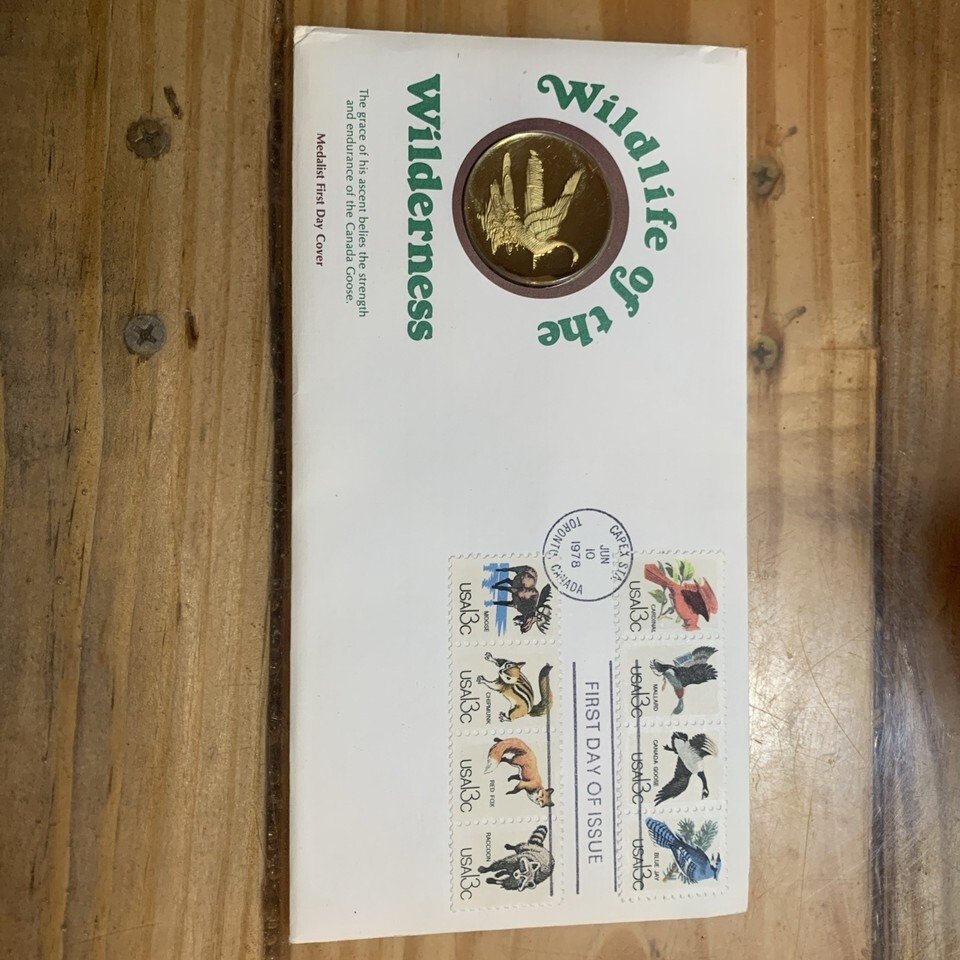 Wildlife of the
Wilderness
The grace of his ascent belies the strength
and endurance of the Canada Goose.
Medalist First Day Cover
CAPEX STA.
JUN
10
1978
TORONTO, CANADA
FIRST DAY OF ISSUE
CARDINAL
USA13c
MALLARD
USA13c
CANADA GOOSE
USA13c
BLUE JAY
USA13c
MOOSE
USA13c
CHIPMUNK
USA13c
RED FOX
USA13c
RACCOON
USA13c